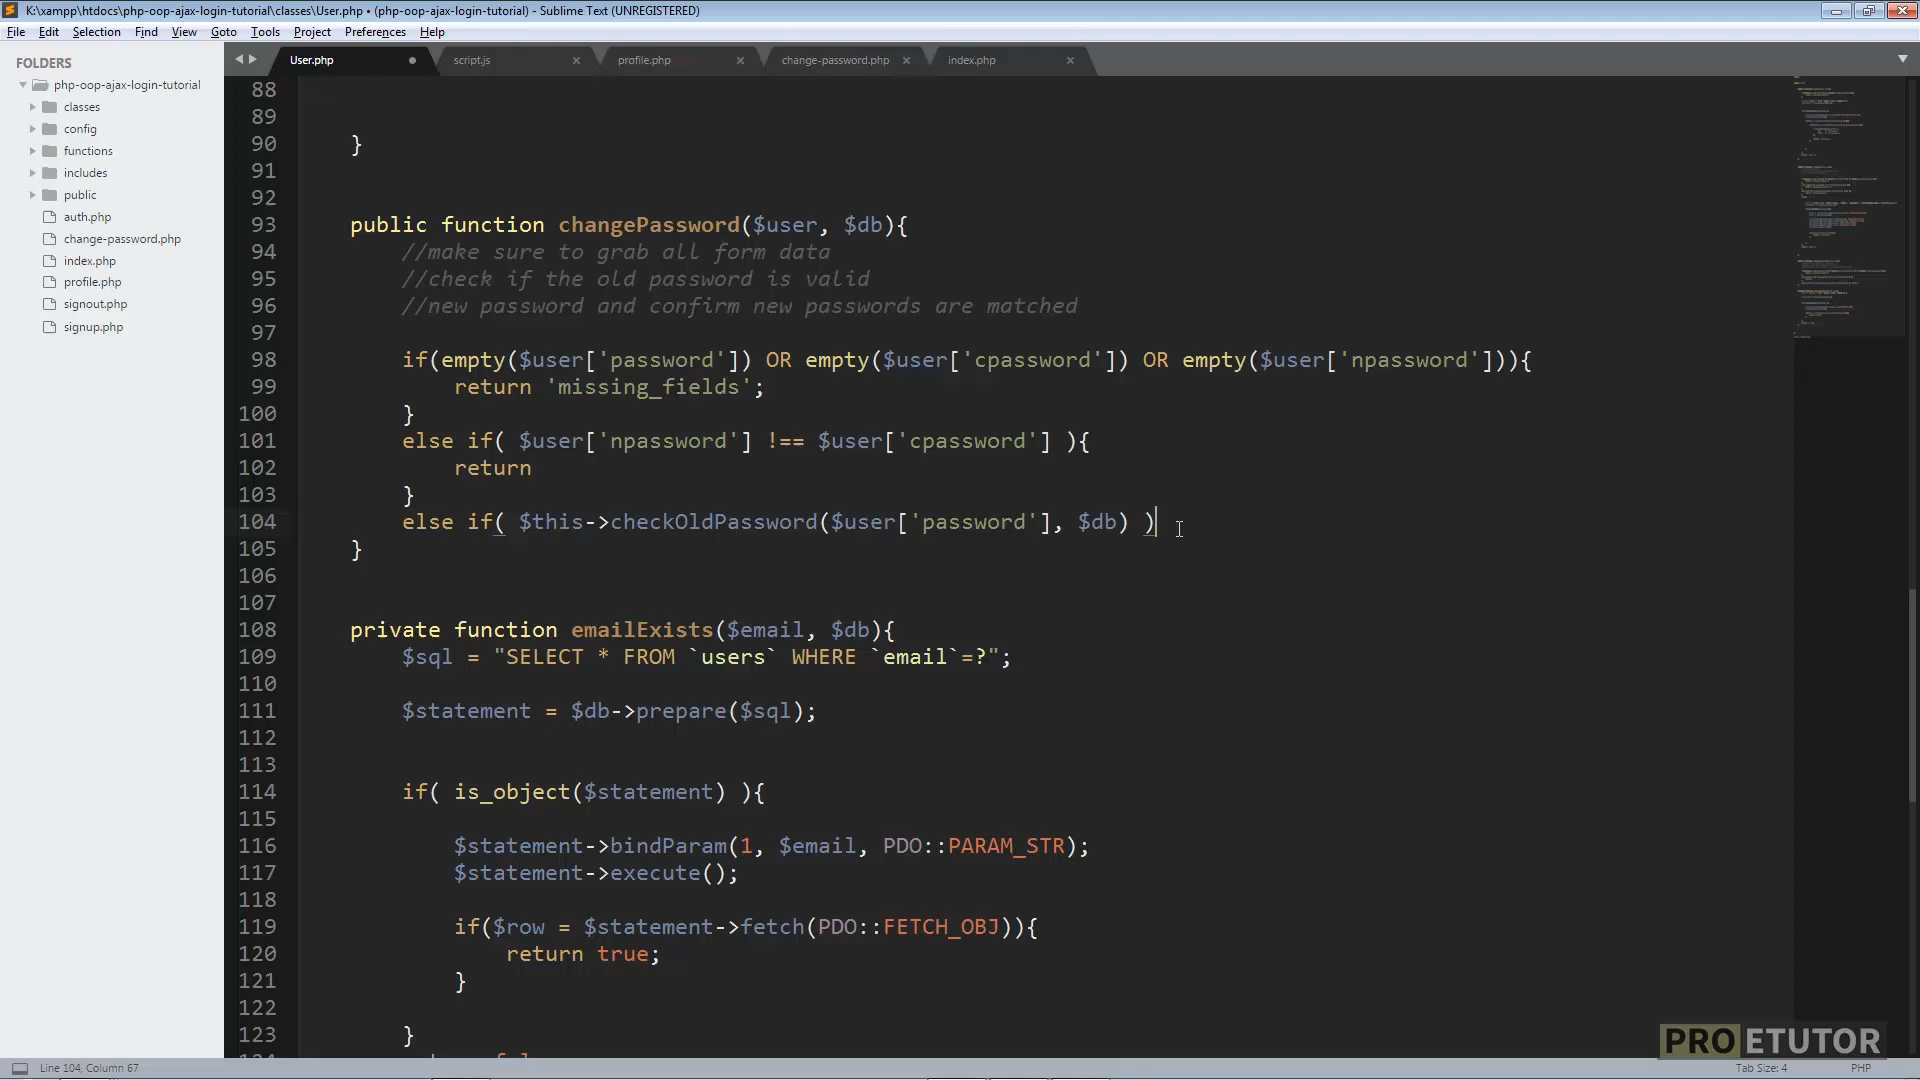 K:\xampp\htdocs\php-oop-ajax-login-tutorial\classes\User.php • (php-oop-ajax-login-tutorial) - Sublime Text (UNREGISTERED)
File Edit Selection Find View Goto Tools Project Preferences Help
FOLDERS
php-oop-ajax-login-tutorial
classes
config
functions
includes
public
auth.php
change-password.php
index.php
profile.php
signout.php
signup.php
User.php script.js profile.php change-password.php index.php
88
89
90 }
91
92
93 public function changePassword($user, $db){
94 //make sure to grab all form data
95 //check if the old password is valid
96 //new password and confirm new passwords are matched
97
98 if(empty($user['password']) OR empty($user['cpassword']) OR empty($user['npassword'])){
99 return 'missing_fields';
100 }
101 else if( $user['npassword'] !== $user['cpassword'] ){
102 return
103 }
104 else if( $this->checkOldPassword($user['password'], $db) )
105 }
106
107
108 private function emailExists($email, $db){
109 $sql = "SELECT * FROM `users` WHERE `email`=?";
110
111 $statement = $db->prepare($sql);
112
113
114 if( is_object($statement) ){
115
116 $statement->bindParam(1, $email, PDO::PARAM_STR);
117 $statement->execute();
118
119 if($row = $statement->fetch(PDO::FETCH_OBJ)){
120 return true;
121 }
122
123 }
PROETUTOR
Line 104, Column 67
Tab Size: 4
PHP